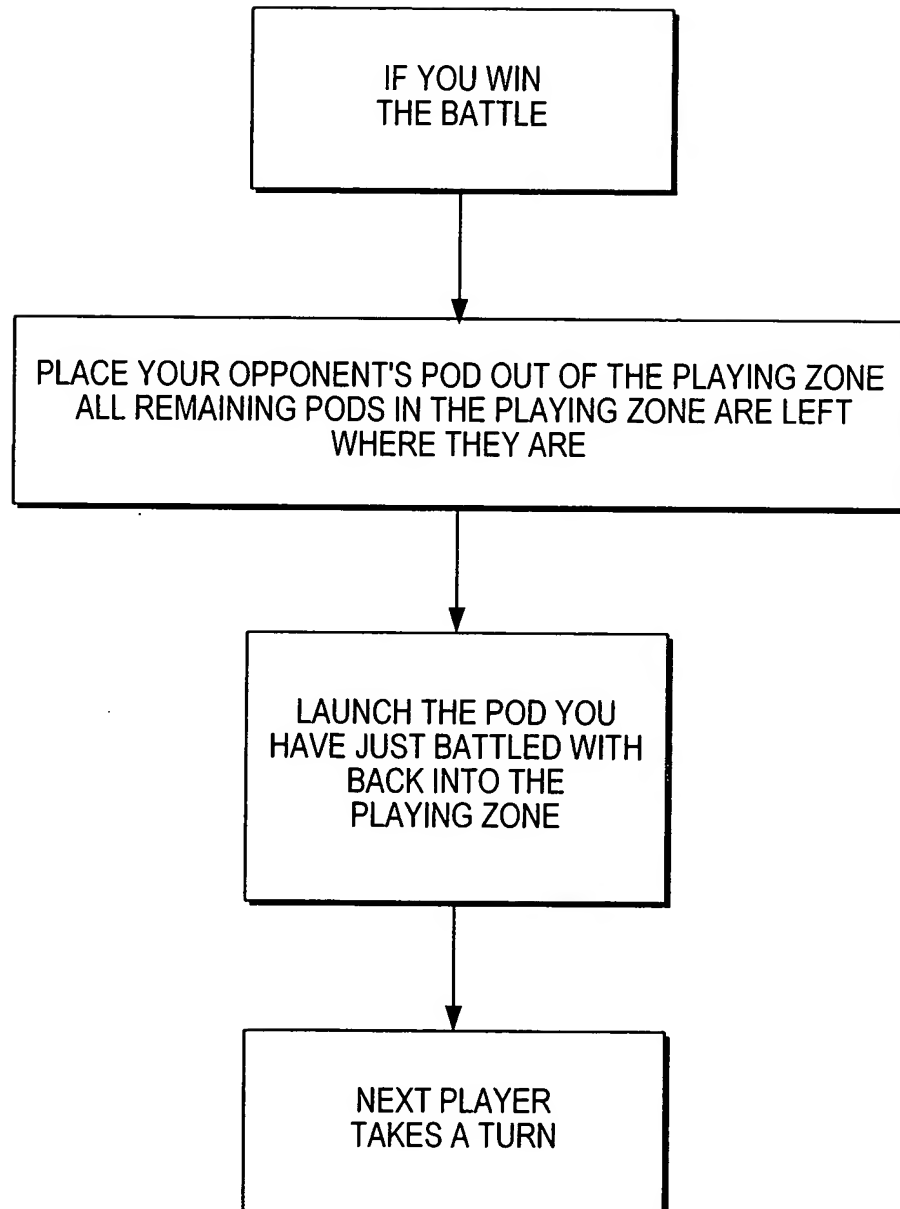 IF YOU WIN
THE BATTLE
PLACE YOUR OPPONENT'S POD OUT OF THE PLAYING ZONE
ALL REMAINING PODS IN THE PLAYING ZONE ARE LEFT
WHERE THEY ARE
LAUNCH THE POD YOU
HAVE JUST BATTLED WITH
BACK INTO THE
PLAYING ZONE
NEXT PLAYER
TAKES A TURN